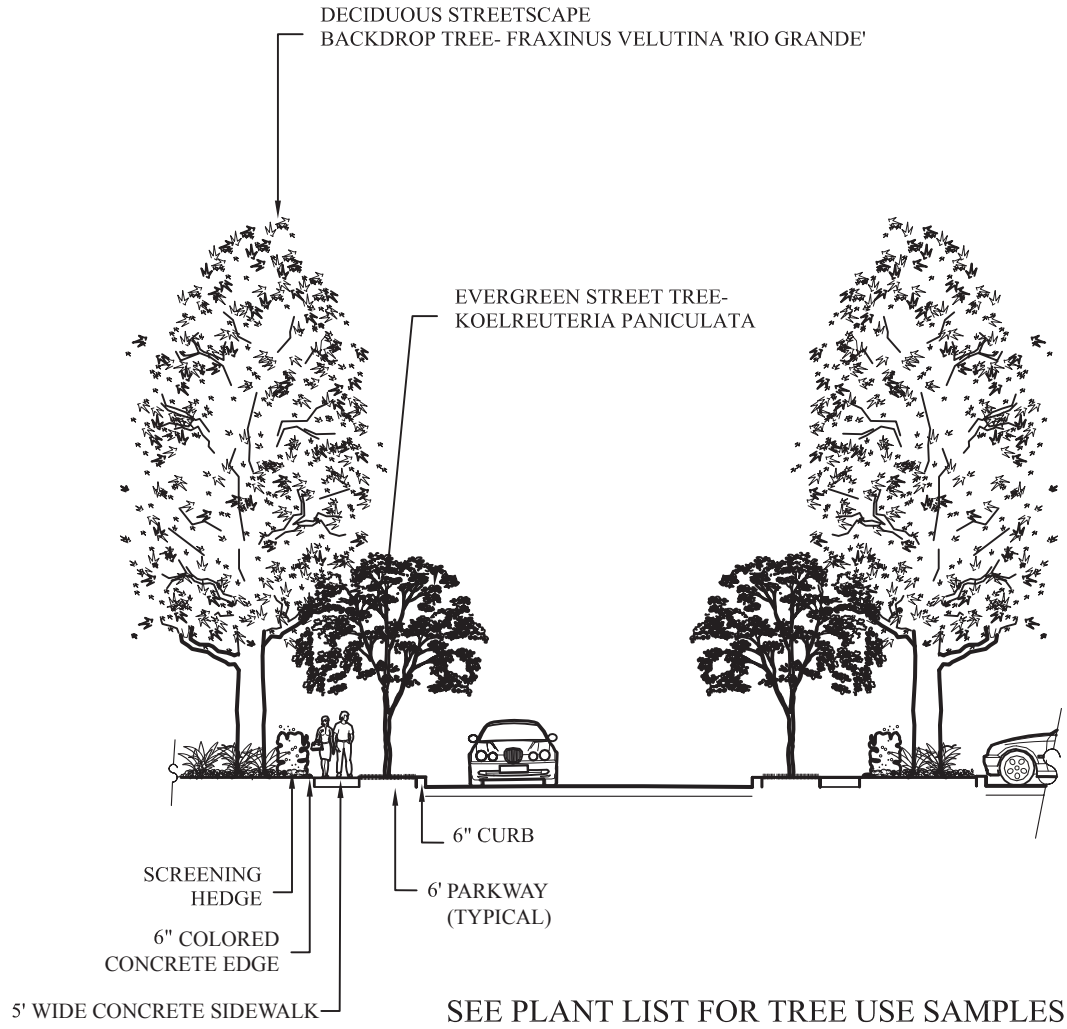 DECIDUOUS STREETSCAPE
BACKDROP TREE- FRAXINUS VELUTINA 'RIO GRANDE'
EVERGREEN STREET TREE-
KOELREUTERIA PANICULATA
6" CURB
SCREENING
HEDGE
6' PARKWAY
(TYPICAL)
6" COLORED
CONCRETE EDGE
5' WIDE CONCRETE SIDEWALK
SEE PLANT LIST FOR TREE USE SAMPLES